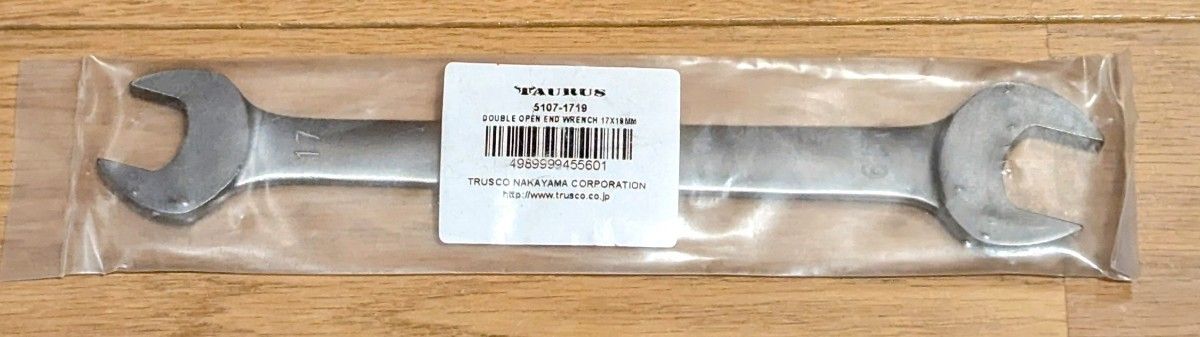 TAURUS
5107-1719
DOUBLE OPEN END WRENCH 17X19MM
4989999455601
TRUSCO NAKAYAMA CORPORATION
http://www.trusco.co.jp
17